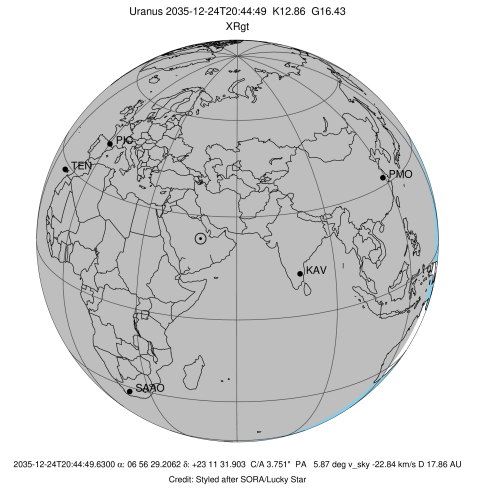 Uranus 2035-12-24T20:44:49 K12.86 G16.43
XRgt
PIC
TEN
PMO
KAV
SAAO
2035-12-24T20:44:49.6300 α: 06 56 29.2062 δ: +23 11 31.903 C/A 3.751" PA 5.87 deg v_sky -22.84 km/s D 17.86 AU
Credit: Styled after SORA/Lucky Star